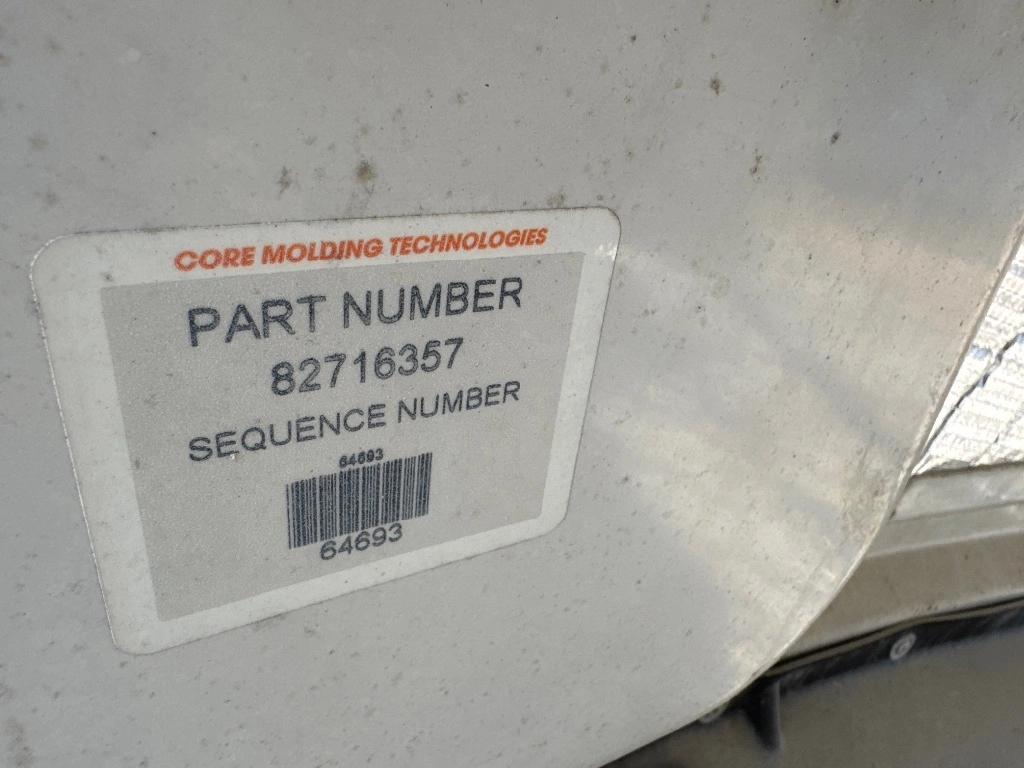 CORE MOLDING TECHNOLOGIES
PART NUMBER
82716357
SEQUENCE NUMBER
64693
64693